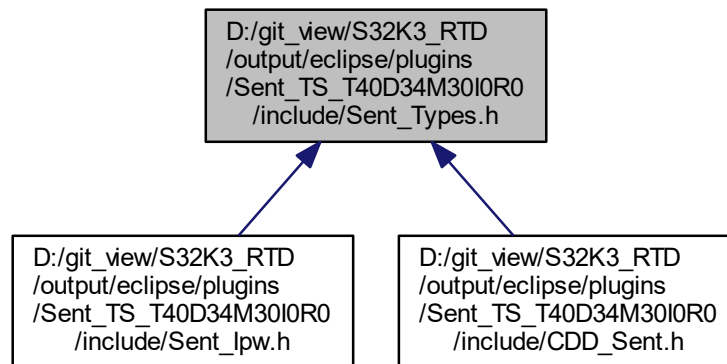 D:/git_view/S32K3_RTD
/output/eclipse/plugins
/Sent_TS_T40D34M30I0R0
/include/Sent_Types.h
D:/git_view/S32K3_RTD
/output/eclipse/plugins
/Sent_TS_T40D34M30I0R0
/include/Sent_Ipw.h
D:/git_view/S32K3_RTD
/output/eclipse/plugins
/Sent_TS_T40D34M30I0R0
/include/CDD_Sent.h